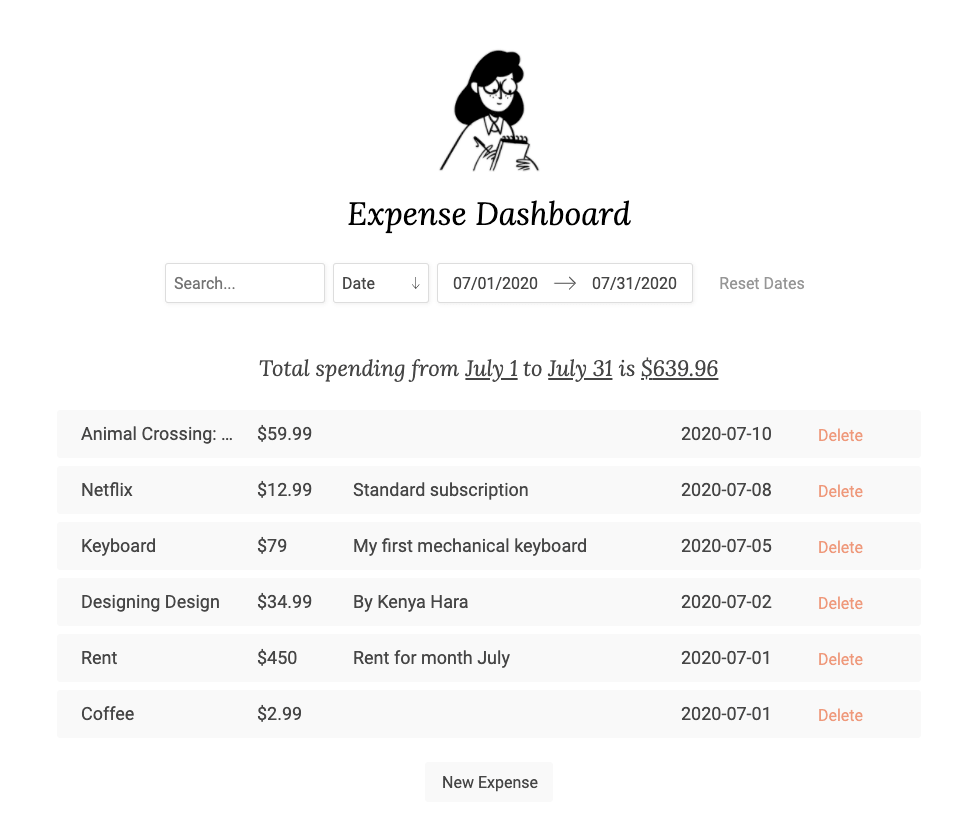 Expense Dashboard
Search... Date ↓ 07/01/2020 → 07/31/2020 Reset Dates
Total spending from July 1 to July 31 is $639.96
Animal Crossing: ... $59.99 2020-07-10 Delete
Netflix $12.99 Standard subscription 2020-07-08 Delete
Keyboard $79 My first mechanical keyboard 2020-07-05 Delete
Designing Design $34.99 By Kenya Hara 2020-07-02 Delete
Rent $450 Rent for month July 2020-07-01 Delete
Coffee $2.99 2020-07-01 Delete
New Expense